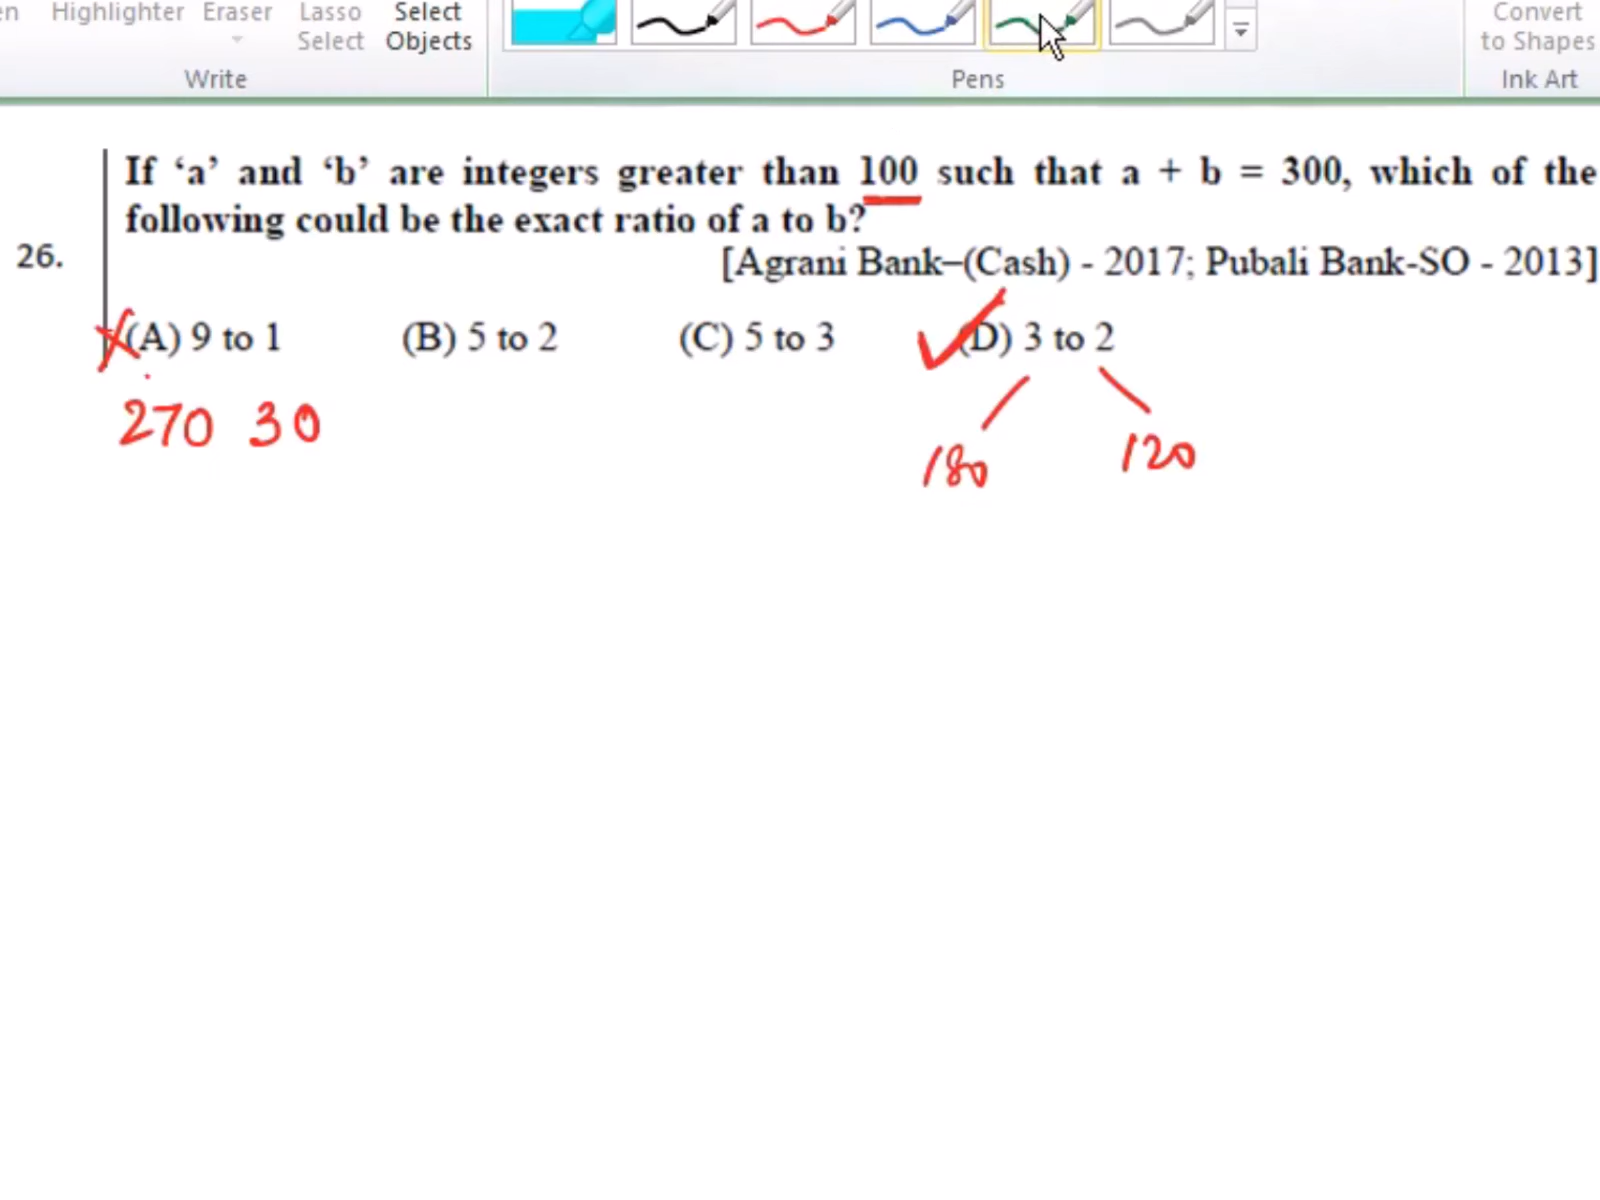 en Highlighter Eraser Lasso Select Select Objects Convert to Shapes
Write Pens Ink Art
If ‘a’ and ‘b’ are integers greater than 100 such that a + b = 300, which of the
following could be the exact ratio of a to b?
26.
[Agrani Bank–(Cash) - 2017; Pubali Bank-SO - 2013]
(A) 9 to 1 (B) 5 to 2 (C) 5 to 3 (D) 3 to 2
270 30
180 120